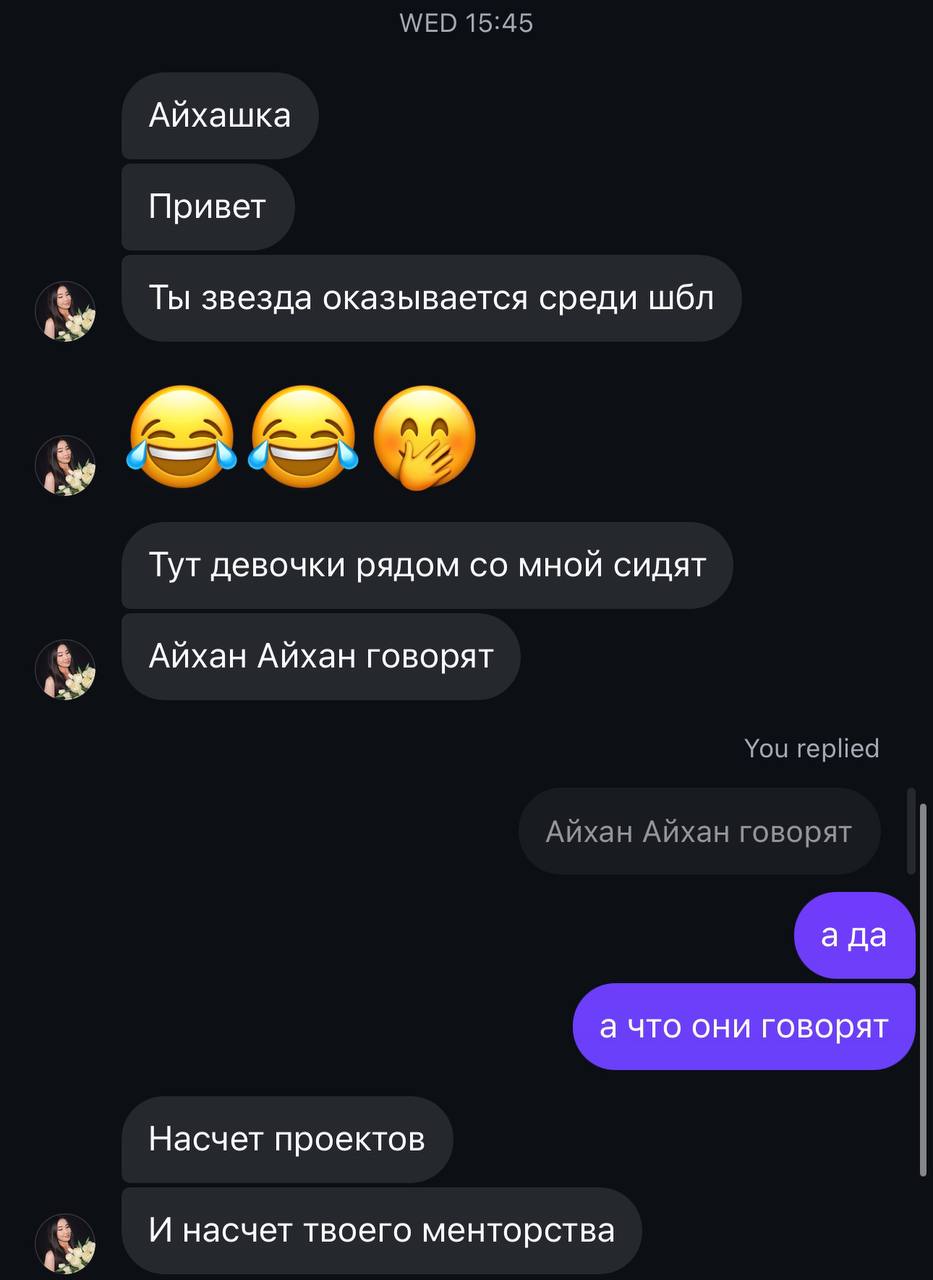 WED 15:45
Айхашка
Привет
Ты звезда оказывается среди шбл
Тут девочки рядом со мной сидят
Айхан Айхан говорят
You replied
Айхан Айхан говорят
а да
а что они говорят
Насчет проектов
И насчет твоего менторства